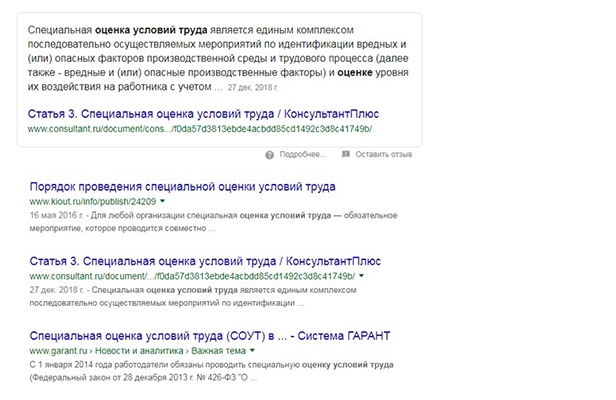 Специальная оценка условий труда является единым комплексом
последовательно осуществляемых мероприятий по идентификации вредных и
(или) опасных факторов производственной среды и трудового процесса (далее
также - вредные и (или) опасные производственные факторы) и оценке уровня
их воздействия на работника с учетом ... 27 дек. 2018 г.
Статья 3. Специальная оценка условий труда / КонсультантПлюс
www.consultant.ru/document/cons.../f0da57d3813ebde4acbdd85cd1492c3d8c41749b/
Подробнее... Оставить отзыв
Порядок проведения специальной оценки условий труда
www.kiout.ru/info/publish/24209
16 мая 2016 г. - Для любой организации специальная оценка условий труда — обязательное
мероприятие, которое проводится совместно ...
Статья 3. Специальная оценка условий труда / КонсультантПлюс
www.consultant.ru/document/.../f0da57d3813ebde4acbdd85cd1492c3d8c41749b/
27 дек. 2018 г. - Специальная оценка условий труда является единым комплексом
последовательно осуществляемых мероприятий по идентификации ...
Специальная оценка условий труда (СОУТ) в ... - Система ГАРАНТ
www.garant.ru › Новости и аналитика › Важная тема
С 1 января 2014 года работодатели обязаны проводить специальную оценку условий труда
(Федеральный закон от 28 декабря 2013 г. № 426-ФЗ "О ...